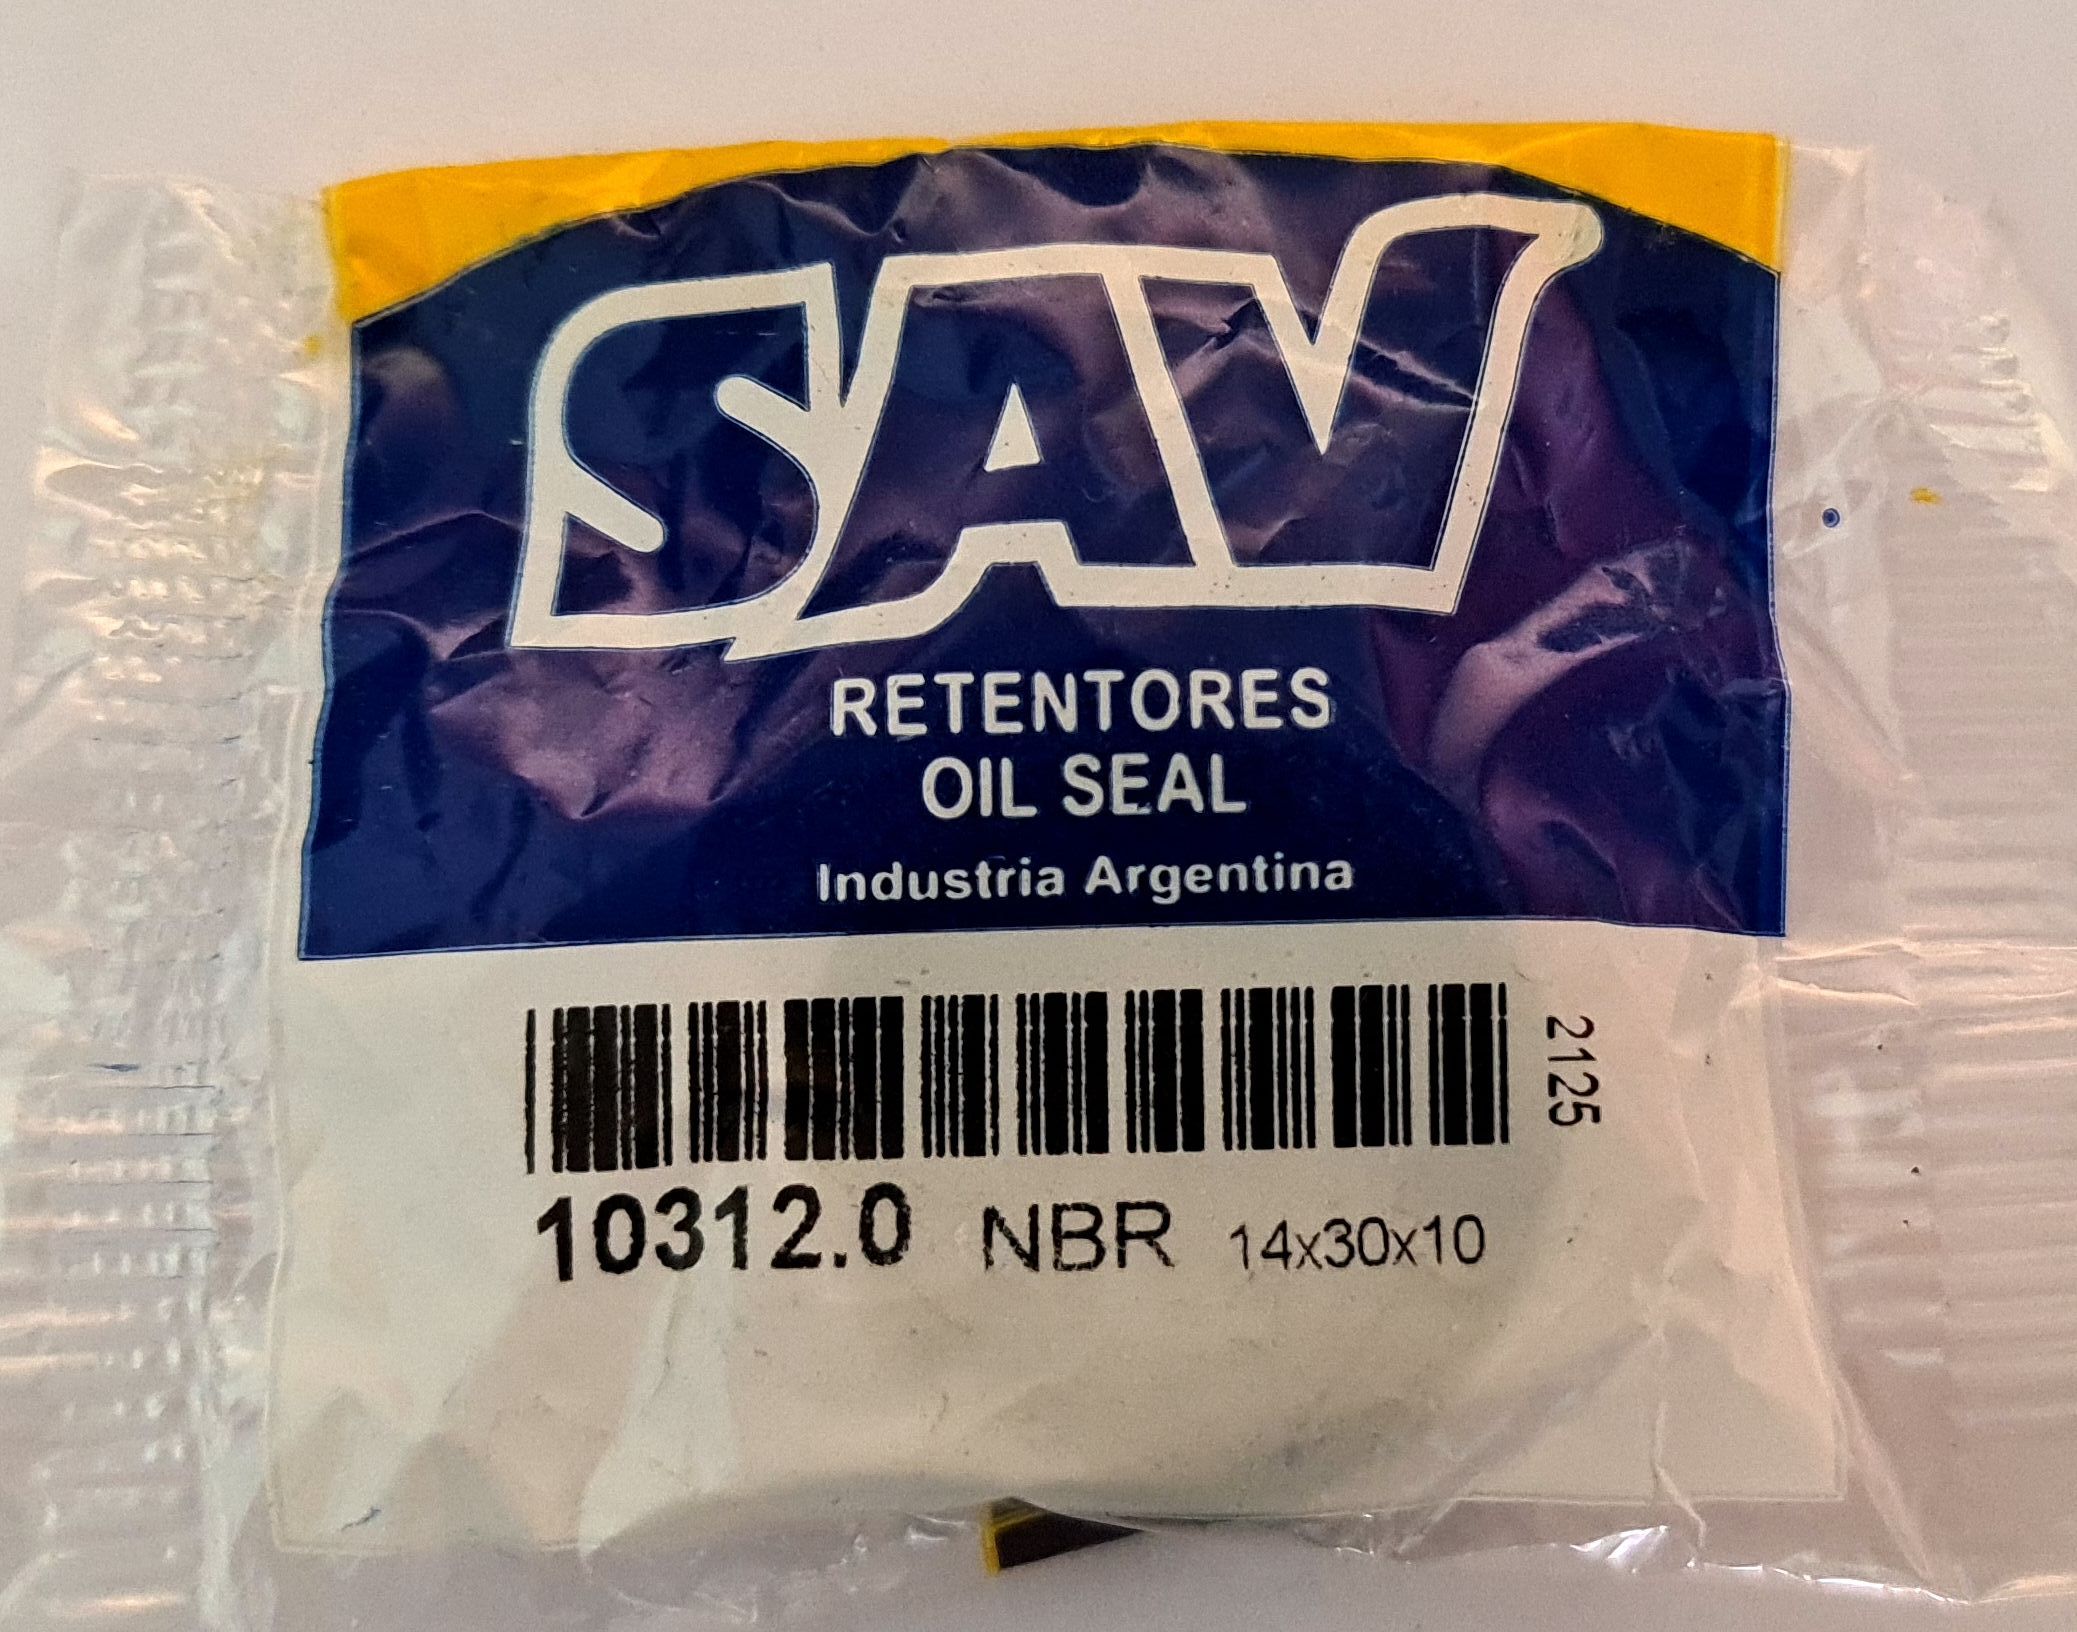 SAV
RETENTORES
OIL SEAL
Industria Argentina
2125
10312.0 NBR 14x30x10